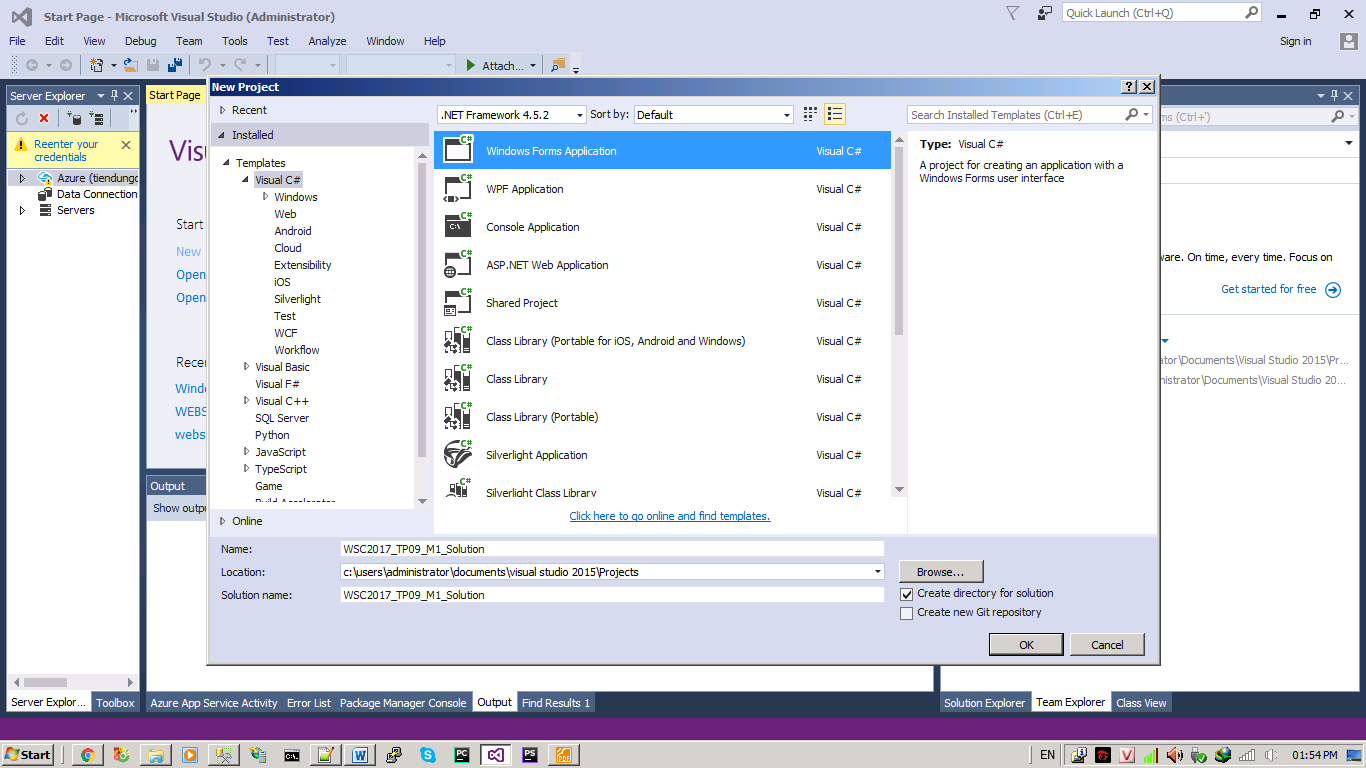 Start Page - Microsoft Visual Studio (Administrator)
Quick Launch (Ctrl+Q)
File Edit View Debug Team Tools Test Analyze Window Help
Sign in
Attach...
Server Explorer
Reenter your
credentials
Azure (tiendungc
Data Connection
Servers
Start Page
Start
New
Open
Open
Recer
Windo
WEBS
webs
Output
Show outpu
New Project
Recent
Installed
Templates
Visual C#
Windows
Web
Android
Cloud
Extensibility
iOS
Silverlight
Test
WCF
Workflow
Visual Basic
Visual F#
Visual C++
SQL Server
Python
JavaScript
TypeScript
Game
Build Accelerator
Online
.NET Framework 4.5.2
Sort by:
Default
Windows Forms Application Visual C#
WPF Application Visual C#
Console Application Visual C#
ASP.NET Web Application Visual C#
Shared Project Visual C#
Class Library (Portable for iOS, Android and Windows) Visual C#
Class Library Visual C#
Class Library (Portable) Visual C#
Silverlight Application Visual C#
Silverlight Class Library Visual C#
Click here to go online and find templates.
Search Installed Templates (Ctrl+E)
Type: Visual C#
A project for creating an application with a
Windows Forms user interface
Name: WSC2017_TP09_M1_Solution
Location: c:\users\administrator\documents\visual studio 2015\Projects
Solution name: WSC2017_TP09_M1_Solution
Browse...
Create directory for solution
Create new Git repository
OK
Cancel
ms (Ctrl+')
ware. On time, every time. Focus on
Get started for free
ator\Documents\Visual Studio 2015\Pr...
nistrator\Documents\Visual Studio 20...
Server Explor... Toolbox
Azure App Service Activity Error List Package Manager Console Output Find Results 1
Solution Explorer Team Explorer Class View
Start
EN
01:54 PM